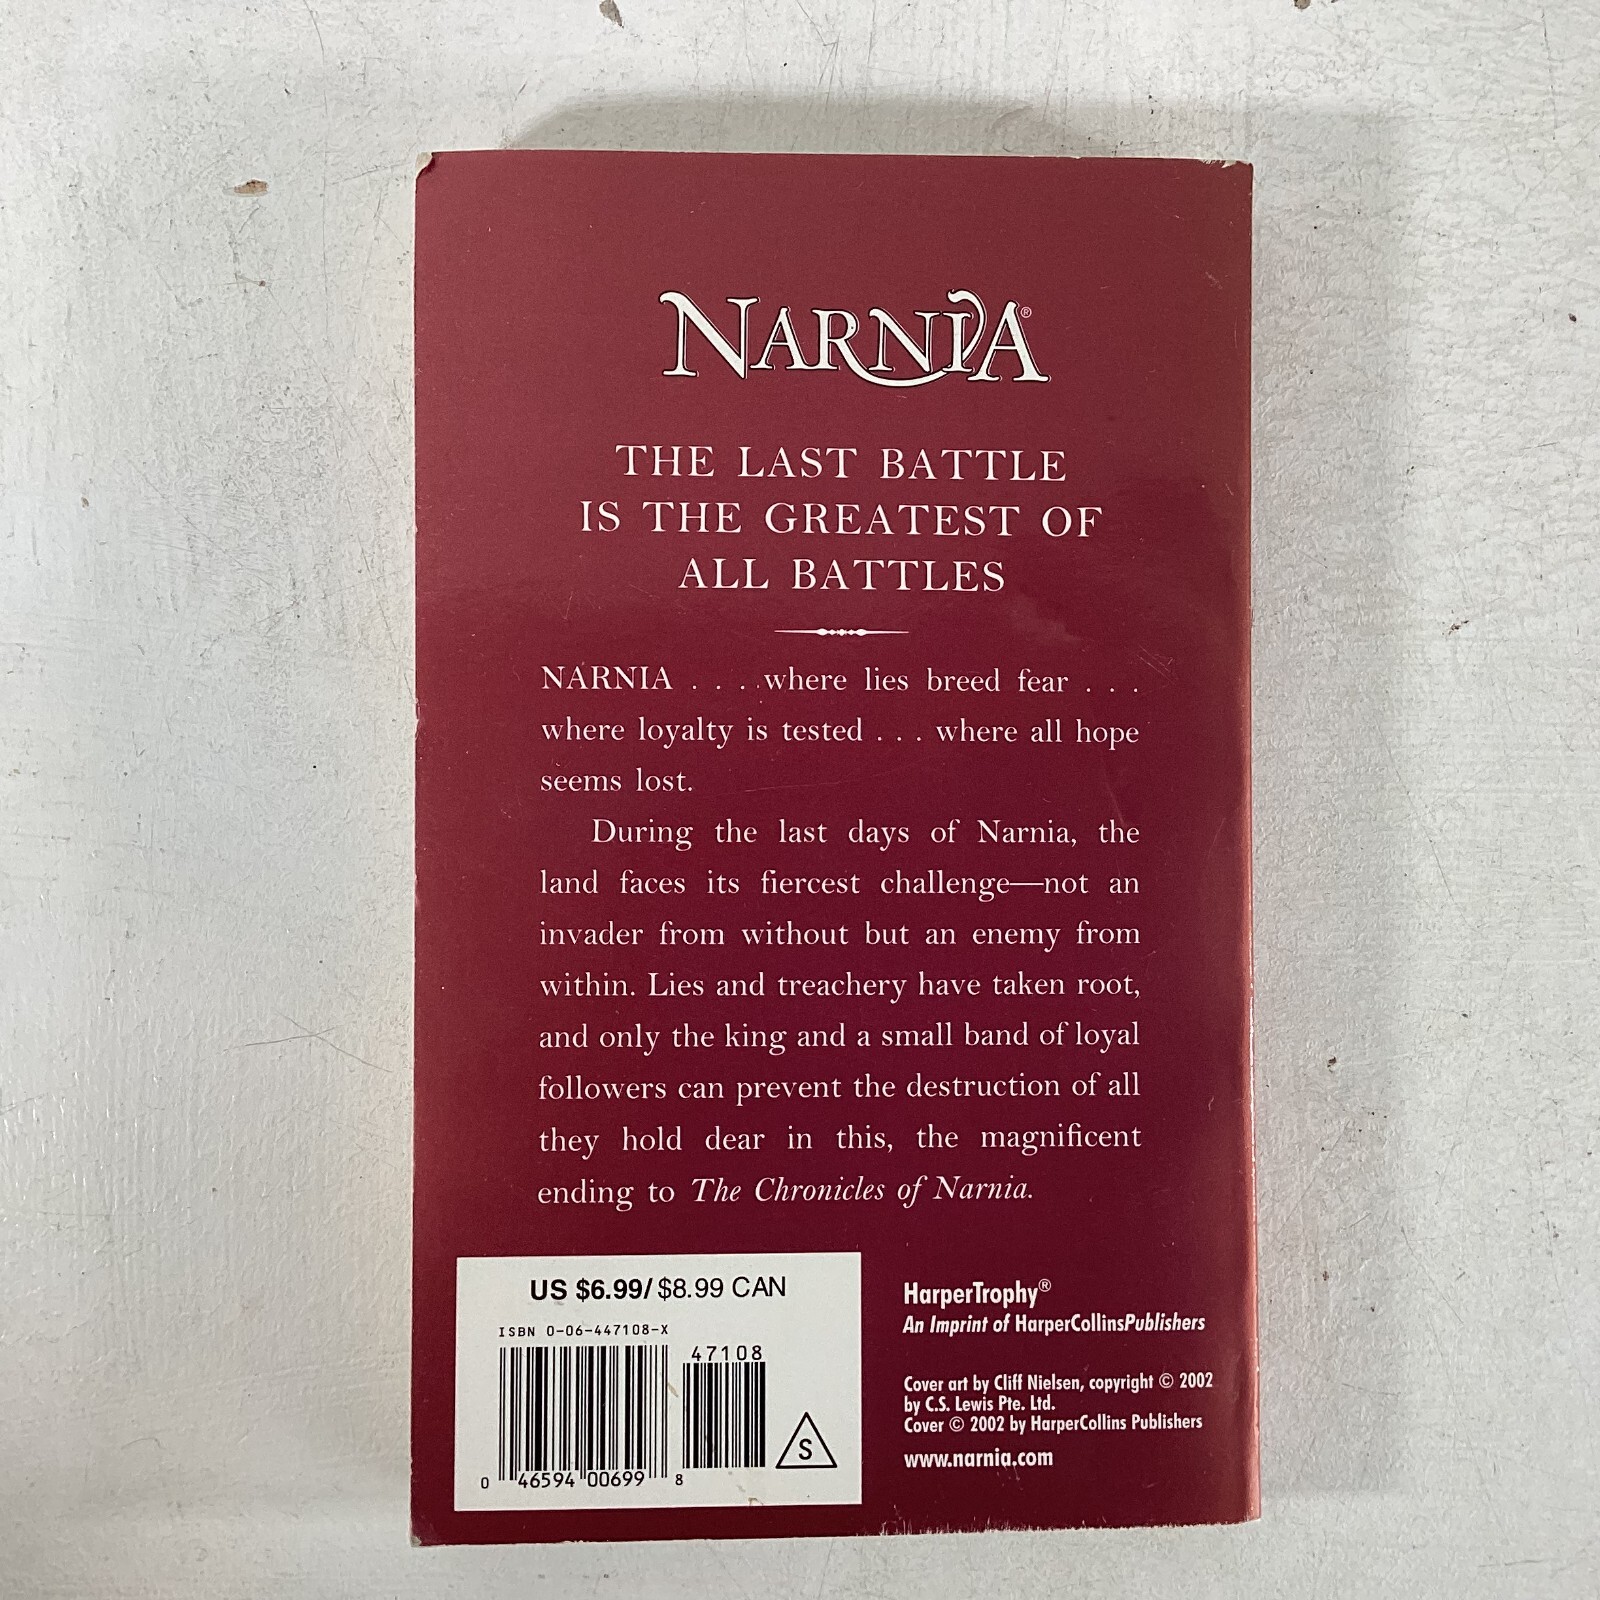 NARNIA®
THE LAST BATTLE
IS THE GREATEST OF
ALL BATTLES
NARNIA . . . where lies breed fear . . .
where loyalty is tested . . . where all hope
seems lost.
During the last days of Narnia, the
land faces its fiercest challenge—not an
invader from without but an enemy from
within. Lies and treachery have taken root,
and only the king and a small band of loyal
followers can prevent the destruction of all
they hold dear in this, the magnificent
ending to The Chronicles of Narnia.
US $6.99/ $8.99 CAN
ISBN 0-06-447108-X
47108
0 46594 00699 8
S
HarperTrophy®
An Imprint of HarperCollinsPublishers
Cover art by Cliff Nielsen, copyright © 2002
by C.S. Lewis Pte. Ltd.
Cover © 2002 by HarperCollins Publishers
www.narnia.com